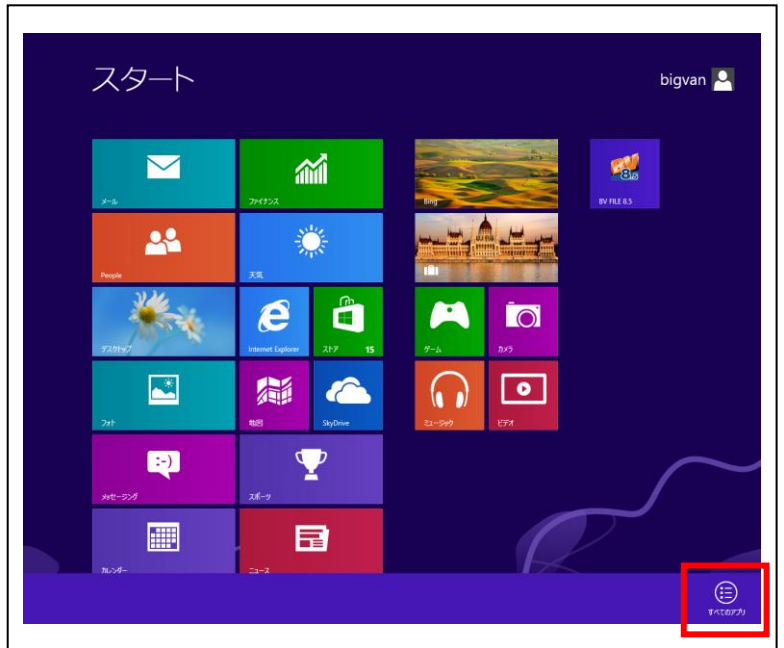 スタート
bigvan
メール
ファイナンス
Bing
BV 8.5
BV FILE 8.5
People
天気
デスクトップ
Internet Explorer
ストア 15
ゲーム
カメラ
フォト
地図
SkyDrive
ミュージック
ビデオ
:-)
メッセージング
スポーツ
カレンダー
ニュース
すべてのアプリ